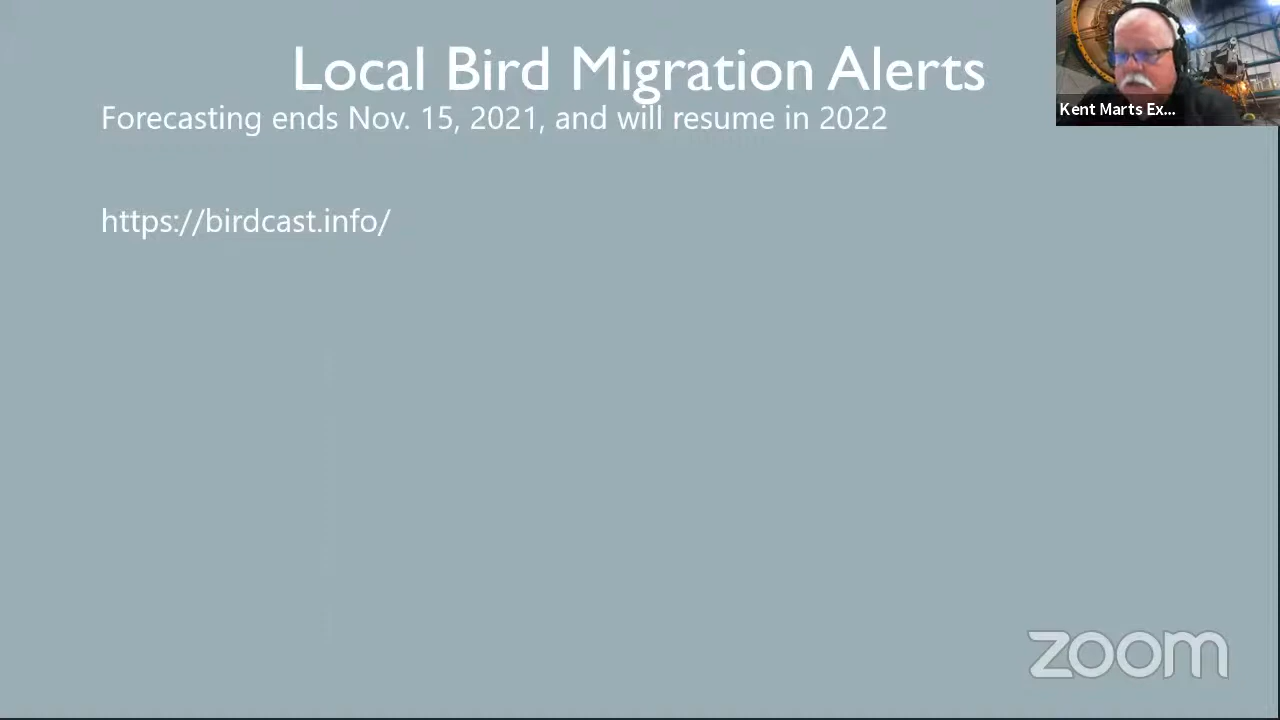 Local Bird Migration Alerts
Forecasting ends Nov. 15, 2021, and will resume in 2022
https://birdcast.info/
Kent Marts Ex...
zoom